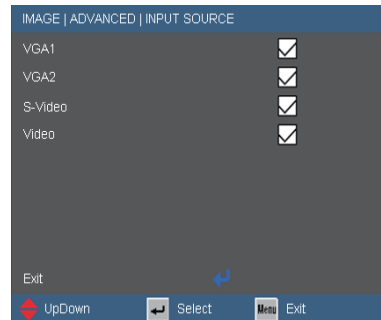 IMAGE | ADVANCED | INPUT SOURCE
VGA1
VGA2
S-Video
Video
Exit
UpDown Select Menu Exit